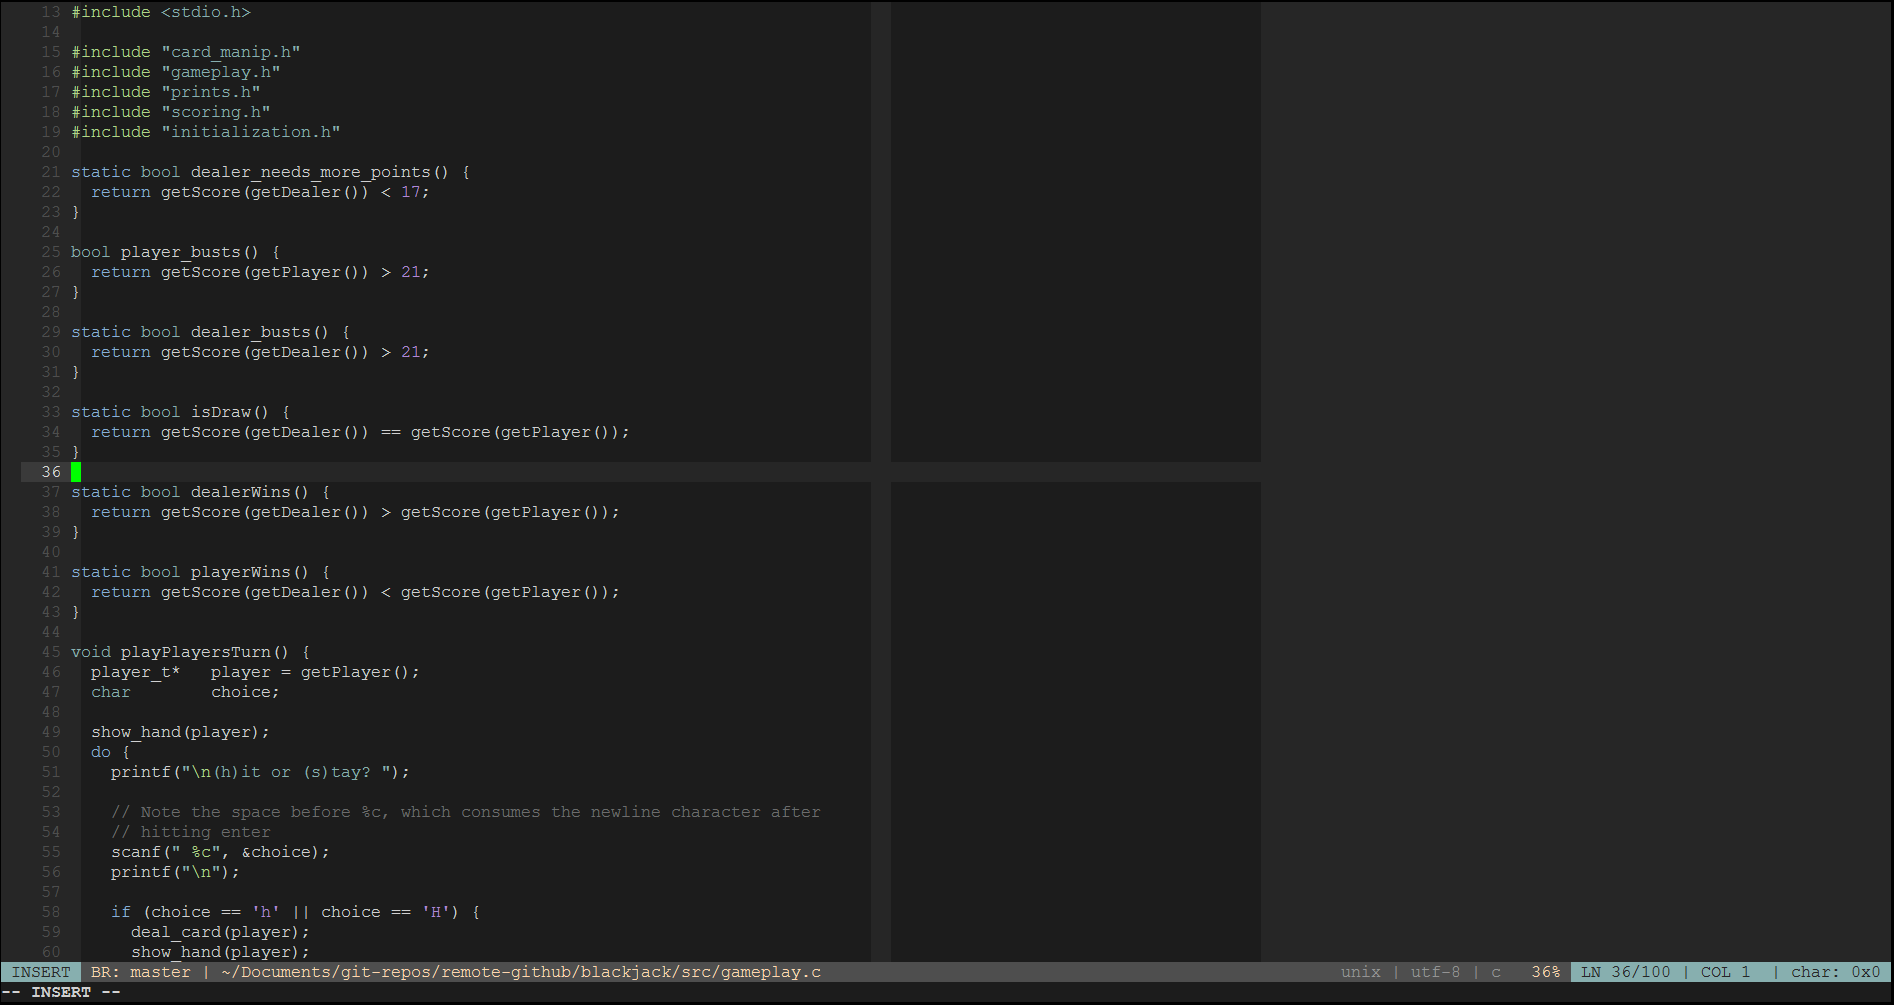 13 #include <stdio.h>
14
15 #include "card_manip.h"
16 #include "gameplay.h"
17 #include "prints.h"
18 #include "scoring.h"
19 #include "initialization.h"
20
21 static bool dealer_needs_more_points() {
22   return getScore(getDealer()) < 17;
23 }
24
25 bool player_busts() {
26   return getScore(getPlayer()) > 21;
27 }
28
29 static bool dealer_busts() {
30   return getScore(getDealer()) > 21;
31 }
32
33 static bool isDraw() {
34   return getScore(getDealer()) == getScore(getPlayer());
35 }
36
37 static bool dealerWins() {
38   return getScore(getDealer()) > getScore(getPlayer());
39 }
40
41 static bool playerWins() {
42   return getScore(getDealer()) < getScore(getPlayer());
43 }
44
45 void playPlayersTurn() {
46   player_t*   player = getPlayer();
47   char        choice;
48
49   show_hand(player);
50   do {
51     printf("\n(h)it or (s)tay? ");
52
53     // Note the space before %c, which consumes the newline character after
54     // hitting enter
55     scanf(" %c", &choice);
56     printf("\n");
57
58     if (choice == 'h' || choice == 'H') {
59       deal_card(player);
60       show_hand(player);
INSERT BR: master | ~/Documents/git-repos/remote-github/blackjack/src/gameplay.c unix | utf-8 | c 36% LN 36/100 | COL 1 | char: 0x0
-- INSERT --